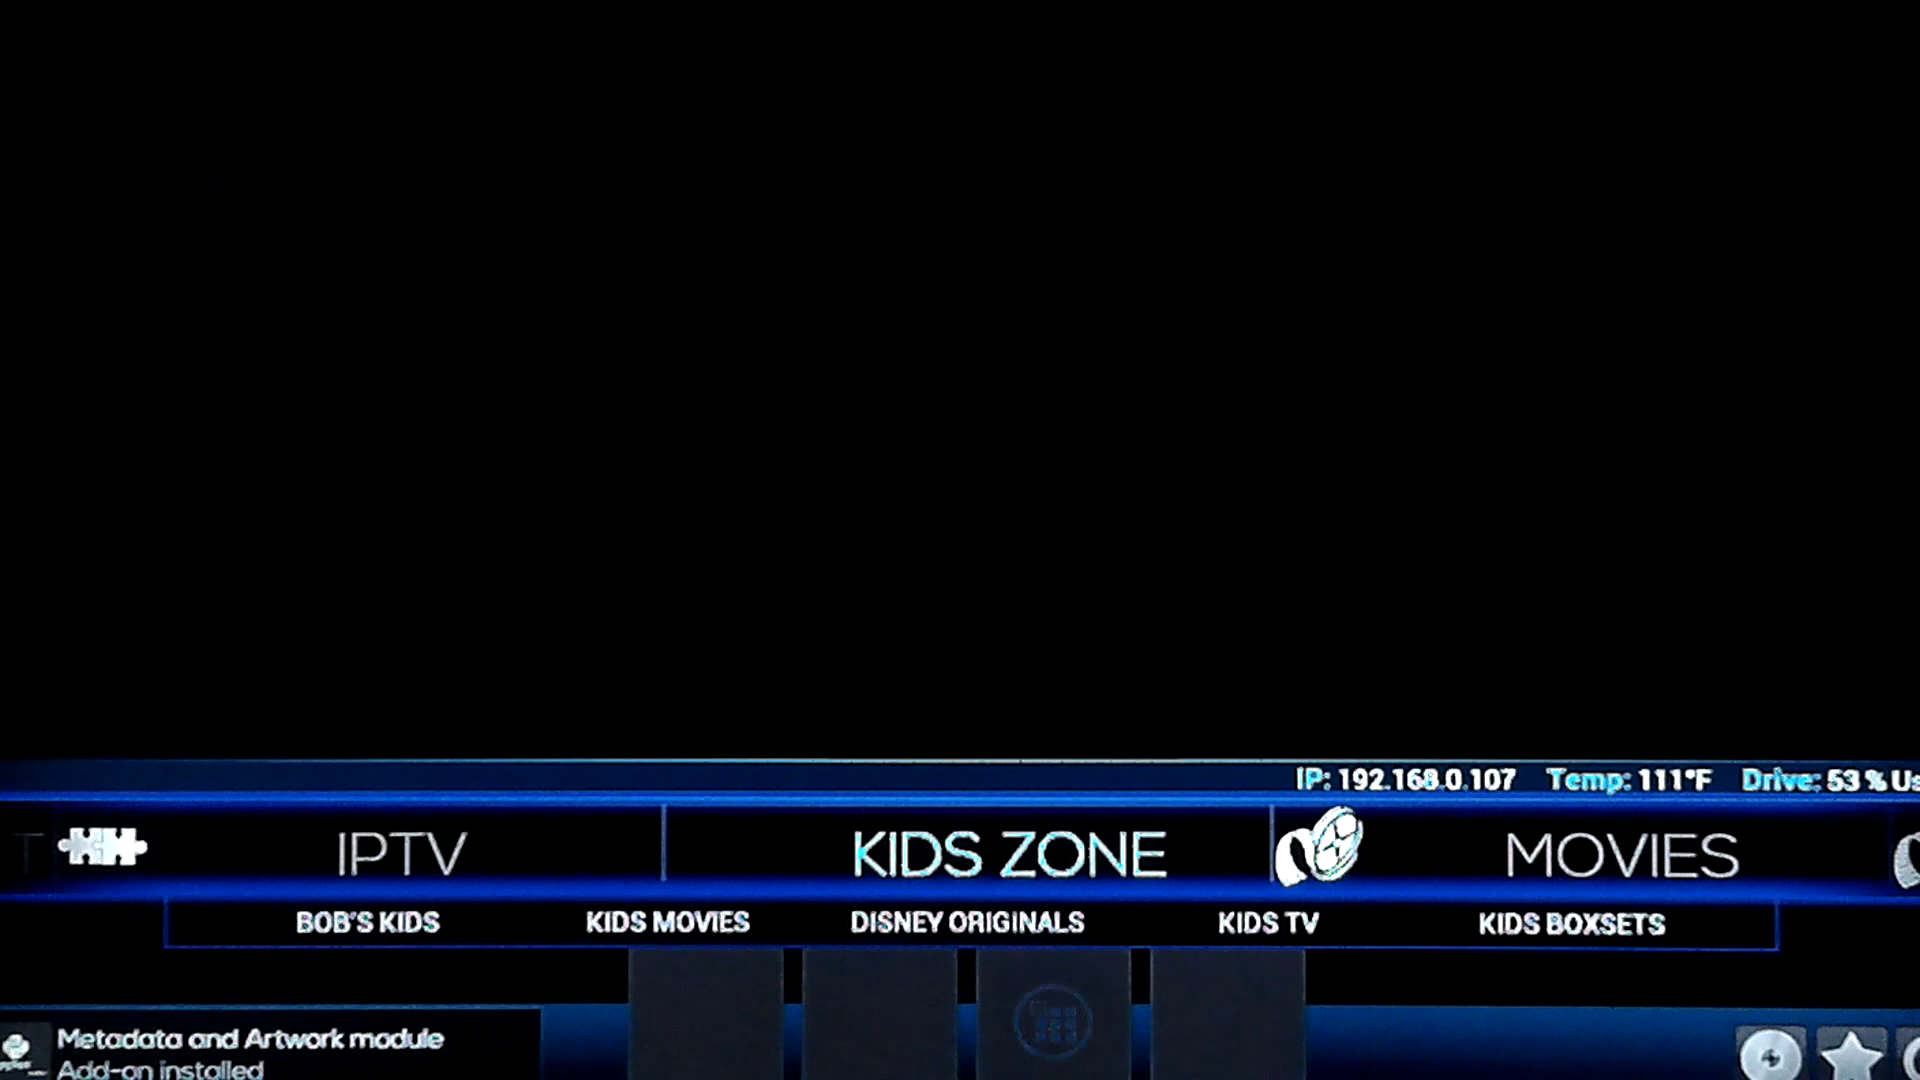 IP: 192.168.0.107 Temp: 111°F Drive: 53 % Us
IPTV KIDS ZONE MOVIES
BOB'S KIDS KIDS MOVIES DISNEY ORIGINALS KIDS TV KIDS BOXSETS
Metadata and Artwork module
Add-on installed